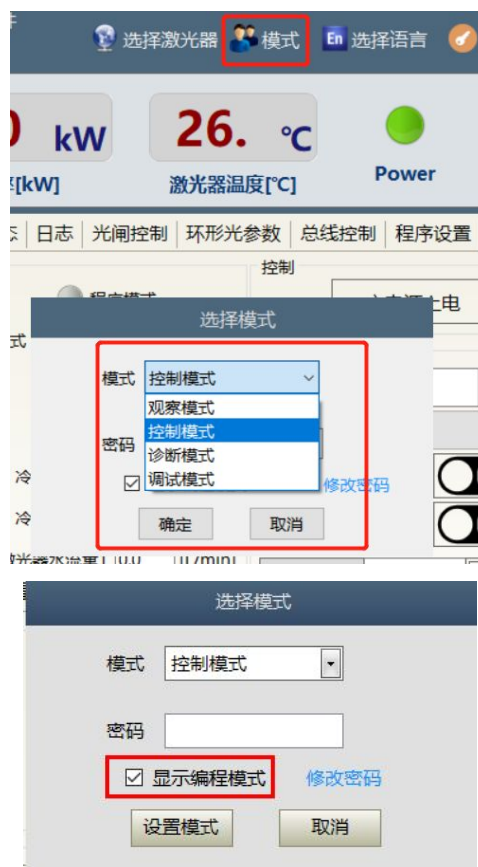 选择激光器 模式 En 选择语言
kW 26. ℃
[kW] 激光器温度[℃] Power
日志 光闸控制 环形光参数 总线控制 程序设置
控制
选择模式
模式 控制模式
观察模式
控制模式
密码
诊断模式
调试模式 修改密码
冷
冷
确定 取消
选择模式
模式 控制模式
密码
显示编程模式 修改密码
设置模式 取消